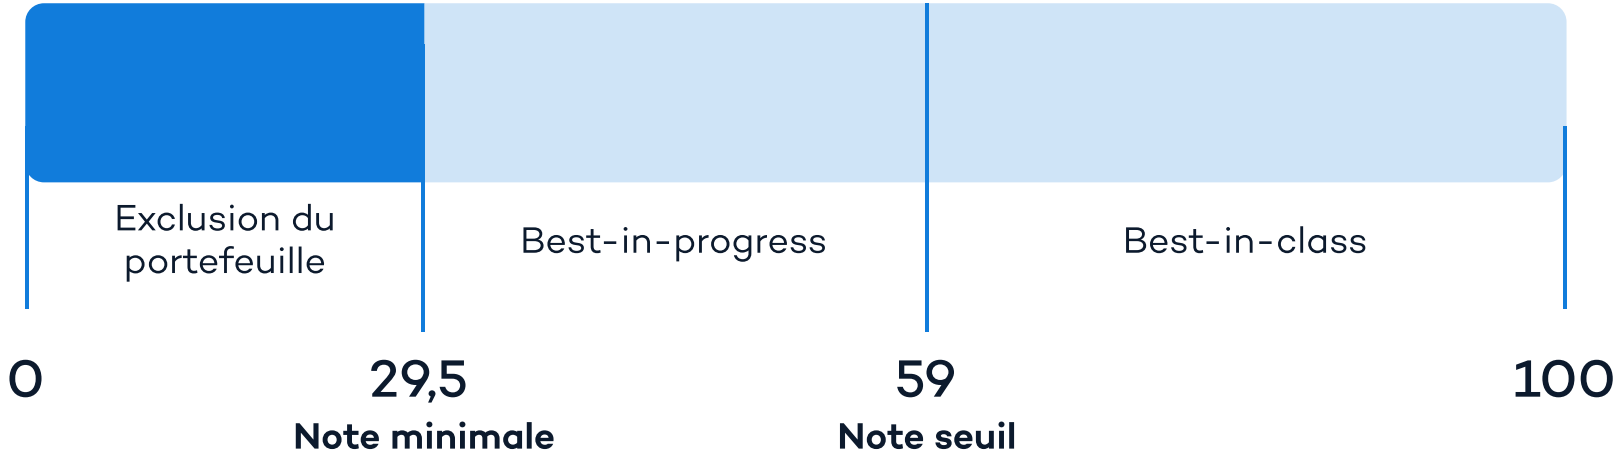 Exclusion du
portefeuille
Best-in-progress
Best-in-class
0
29,5
59
100
Note minimale
Note seuil